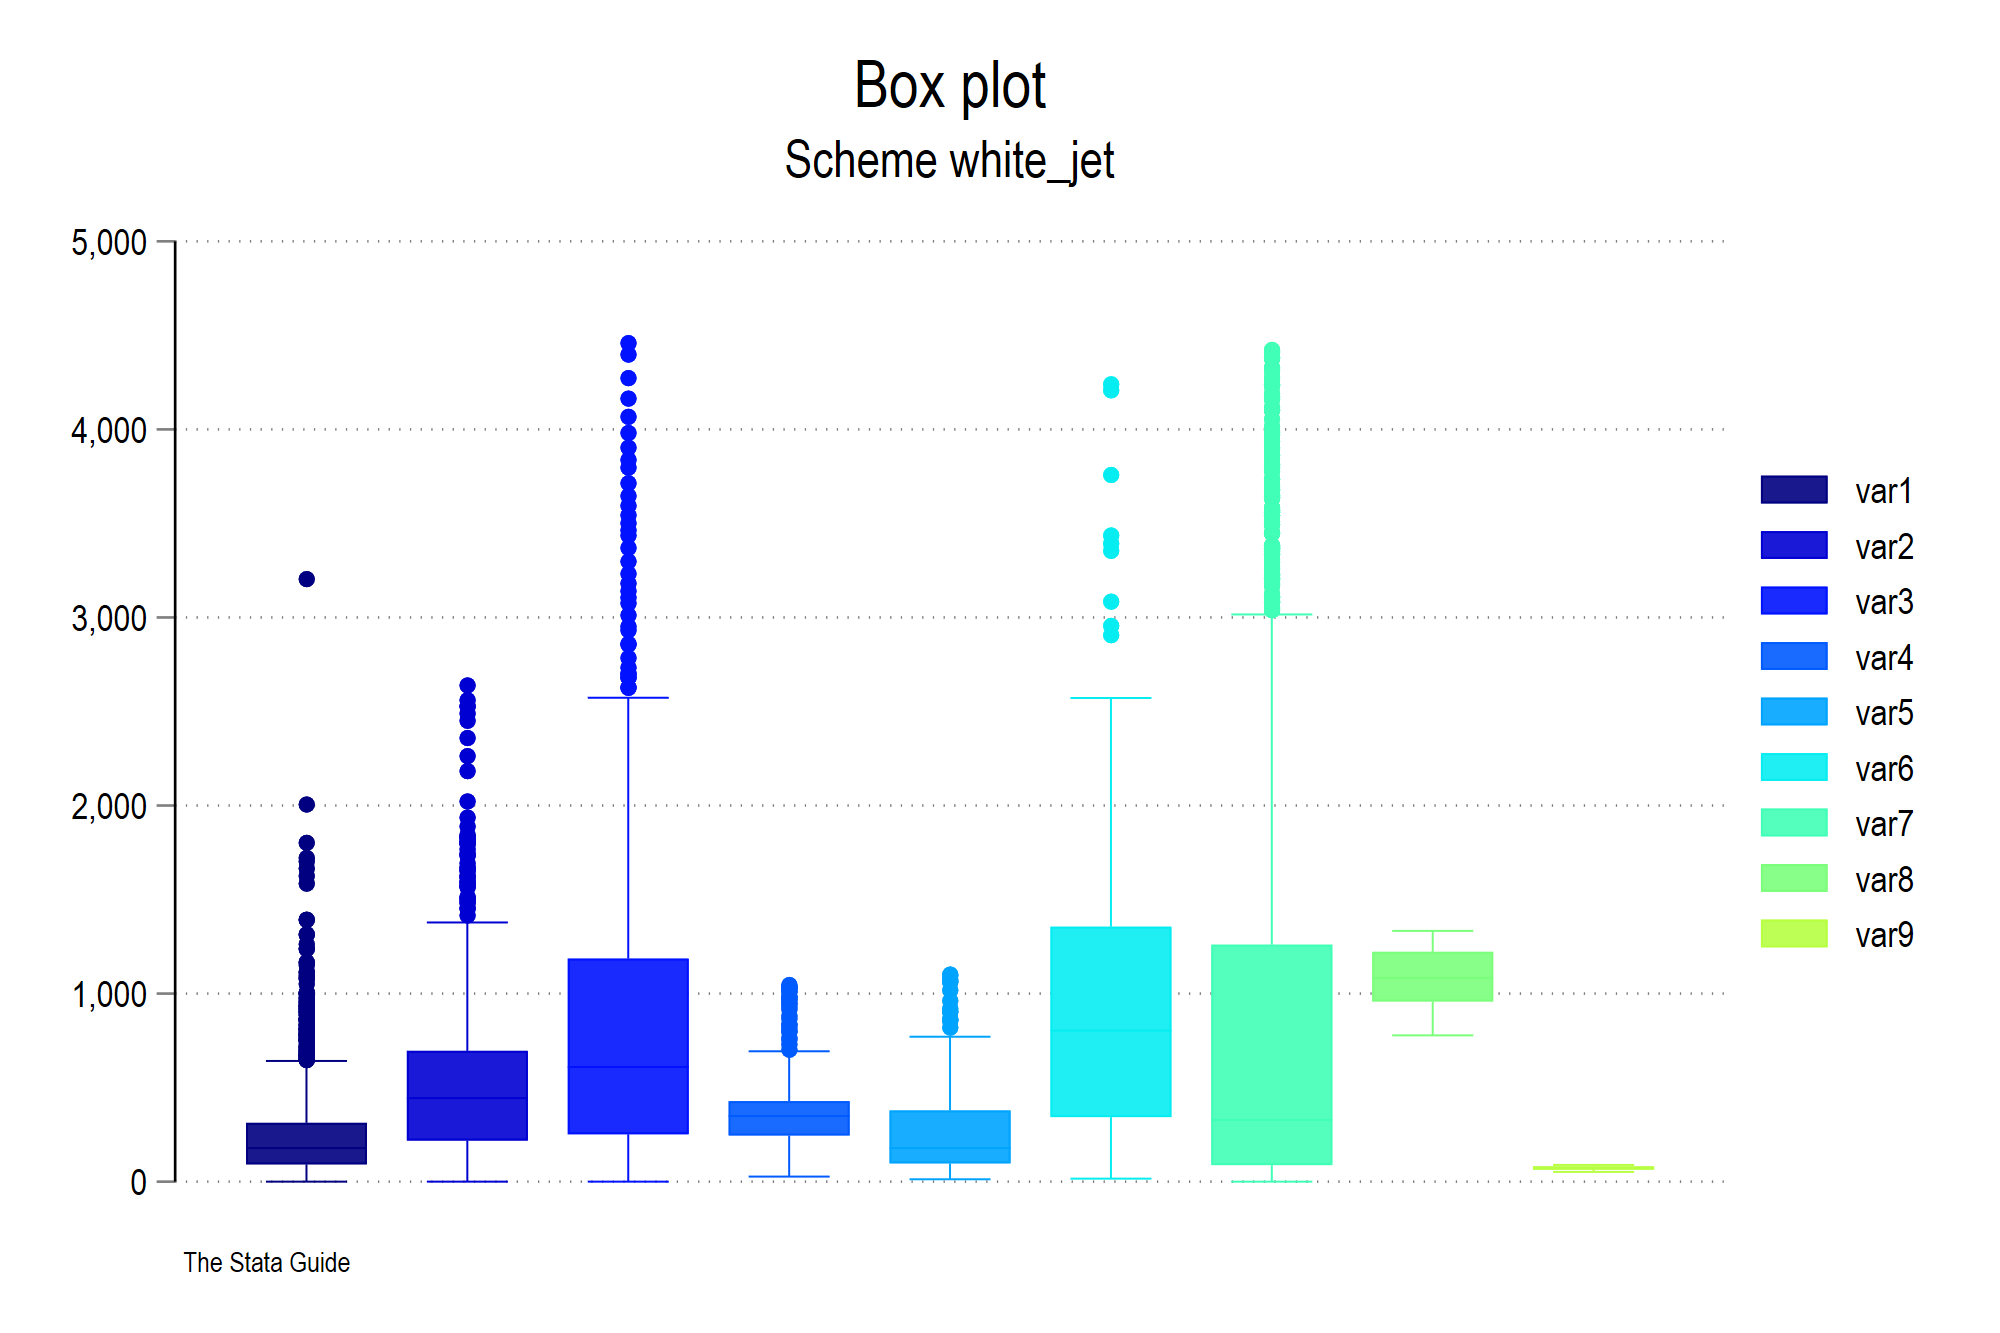 Box plot
Scheme white_jet
5,000
4,000
3,000
2,000
1,000
0
var1
var2
var3
var4
var5
var6
var7
var8
var9
The Stata Guide